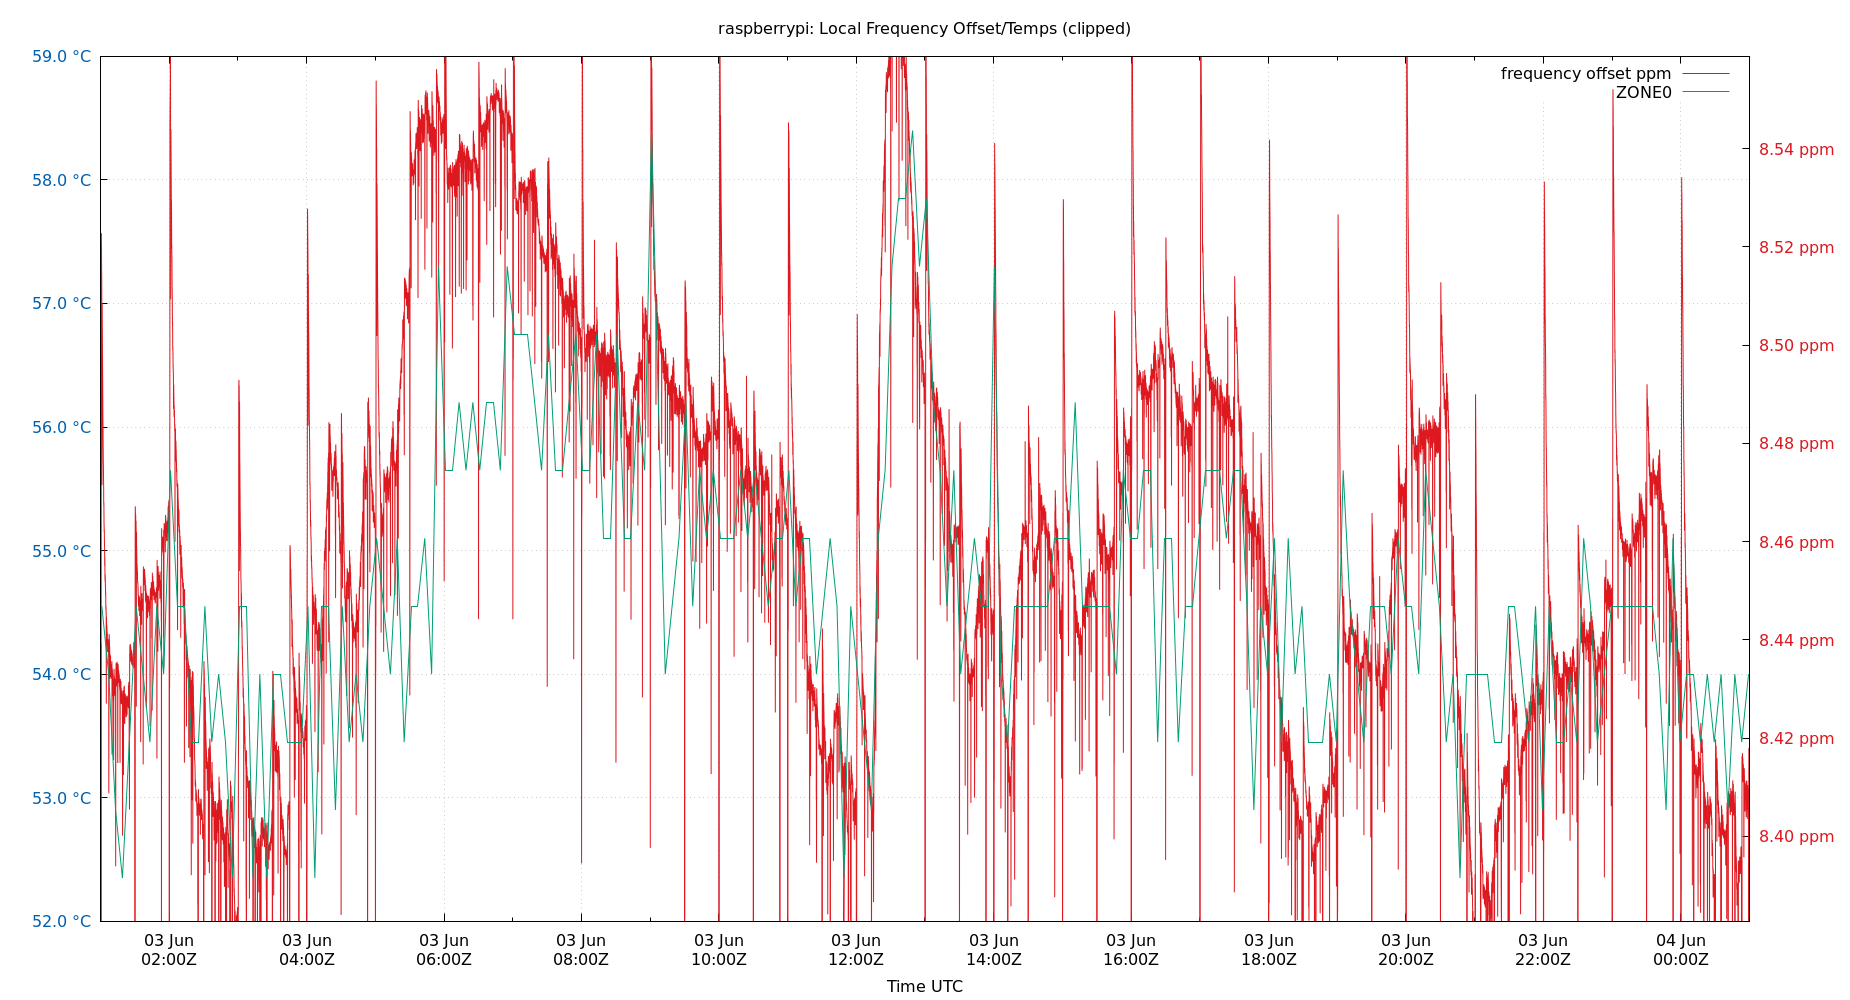 raspberrypi: Local Frequency Offset/Temps (clipped)
frequency offset ppm
ZONE0
59.0 °C
58.0 °C
57.0 °C
56.0 °C
55.0 °C
54.0 °C
53.0 °C
52.0 °C
8.54 ppm
8.52 ppm
8.50 ppm
8.48 ppm
8.46 ppm
8.44 ppm
8.42 ppm
8.40 ppm
03 Jun
02:00Z
03 Jun
04:00Z
03 Jun
06:00Z
03 Jun
08:00Z
03 Jun
10:00Z
03 Jun
12:00Z
03 Jun
14:00Z
03 Jun
16:00Z
03 Jun
18:00Z
03 Jun
20:00Z
03 Jun
22:00Z
04 Jun
00:00Z
Time UTC